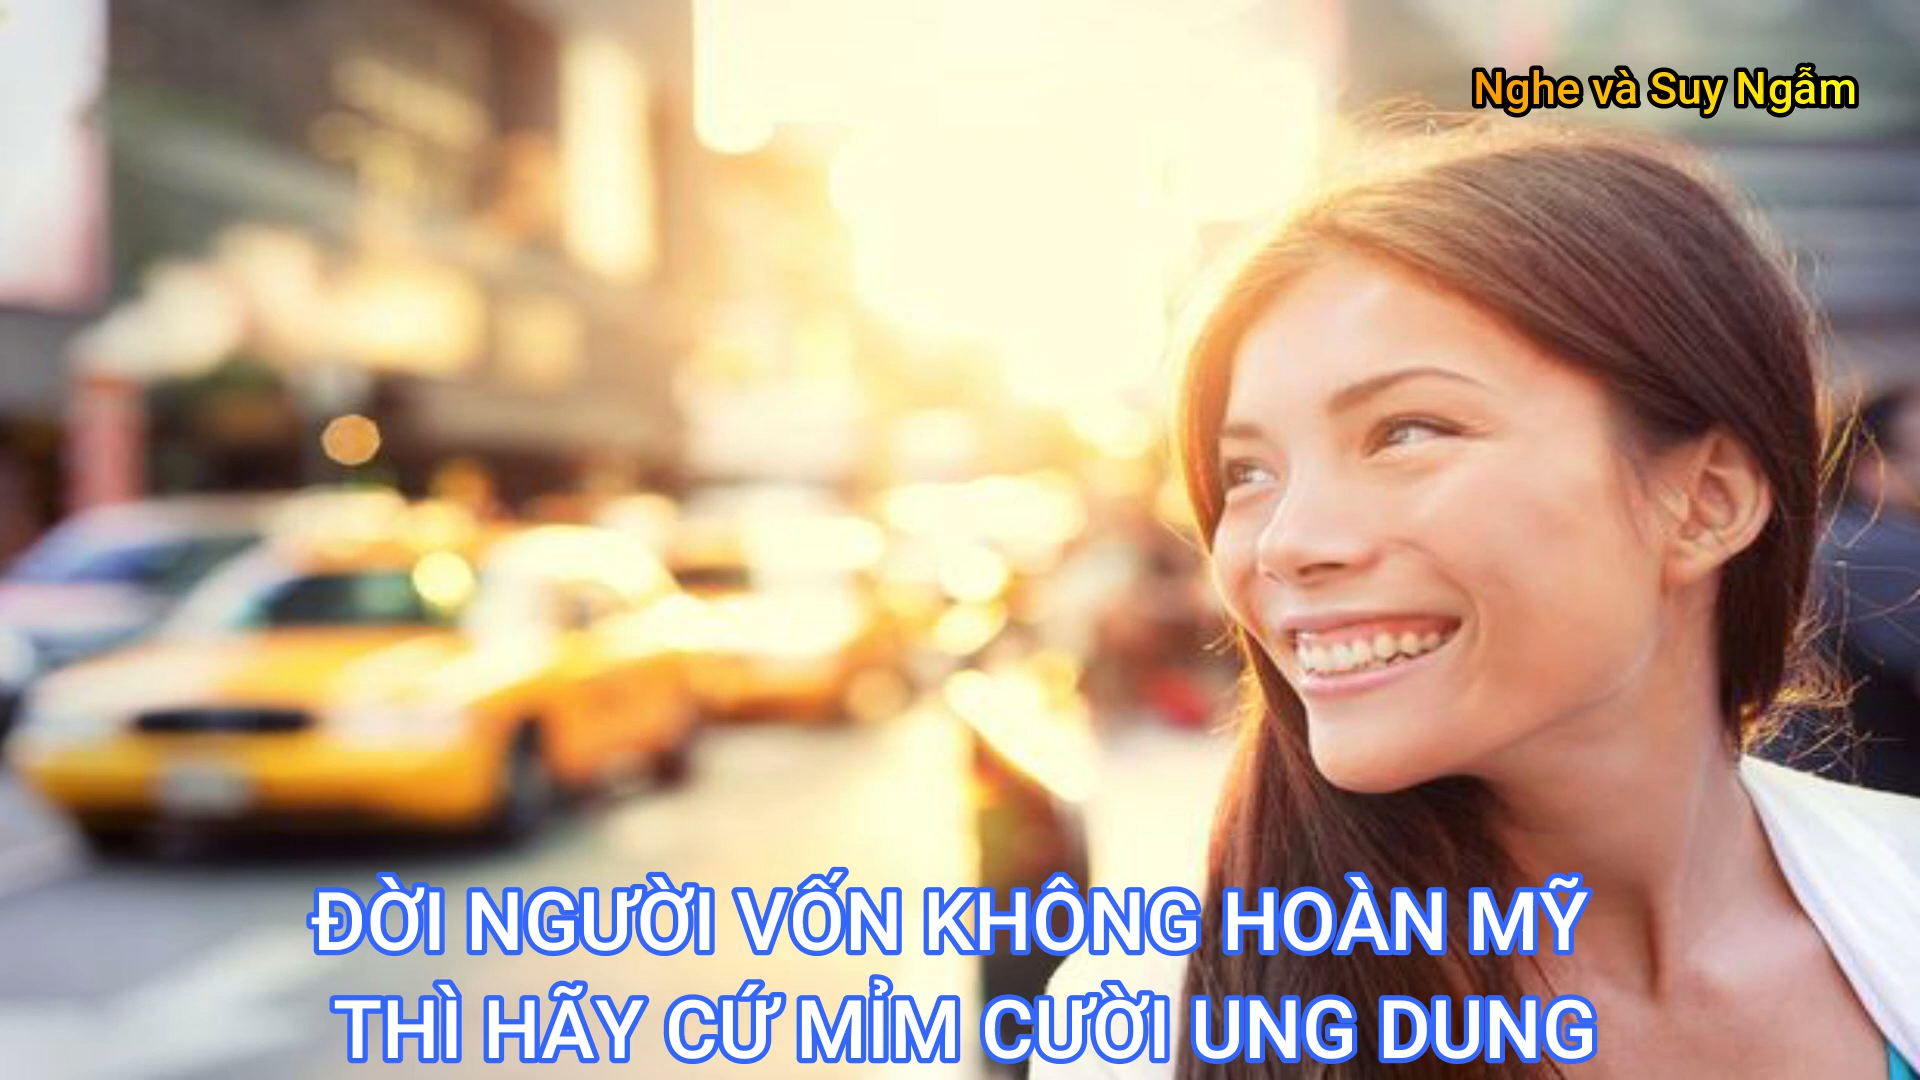 Nghe và Suy Ngẫm
ĐỜI NGƯỜI VỐN KHÔNG HOÀN MỸ
THÌ HÃY CỨ MỈM CƯỜI UNG DUNG